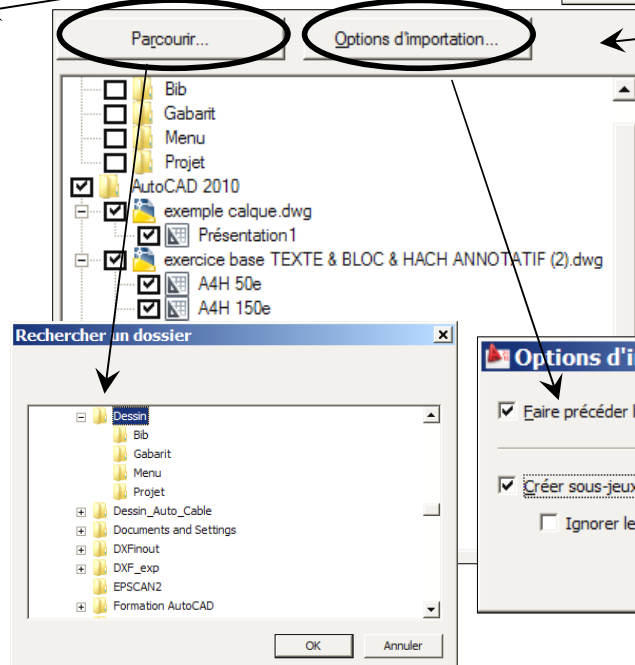 Parcourir...
Options d'importation...
Bib
Gabarit
Menu
Projet
AutoCAD 2010
exemple calque.dwg
Présentation1
exercice base TEXTE & BLOC & HACH ANNOTATIF (2).dwg
A4H 50e
A4H 150e
Rechercher un dossier
Dessin
Bib
Gabarit
Menu
Projet
Dessin_Auto_Cable
Documents and Settings
DXFinout
DXF_exp
EPSCAN2
Formation AutoCAD
OK Annuler
Options d'i
Faire précéder l
Créer sous-jeux
Ignorer le